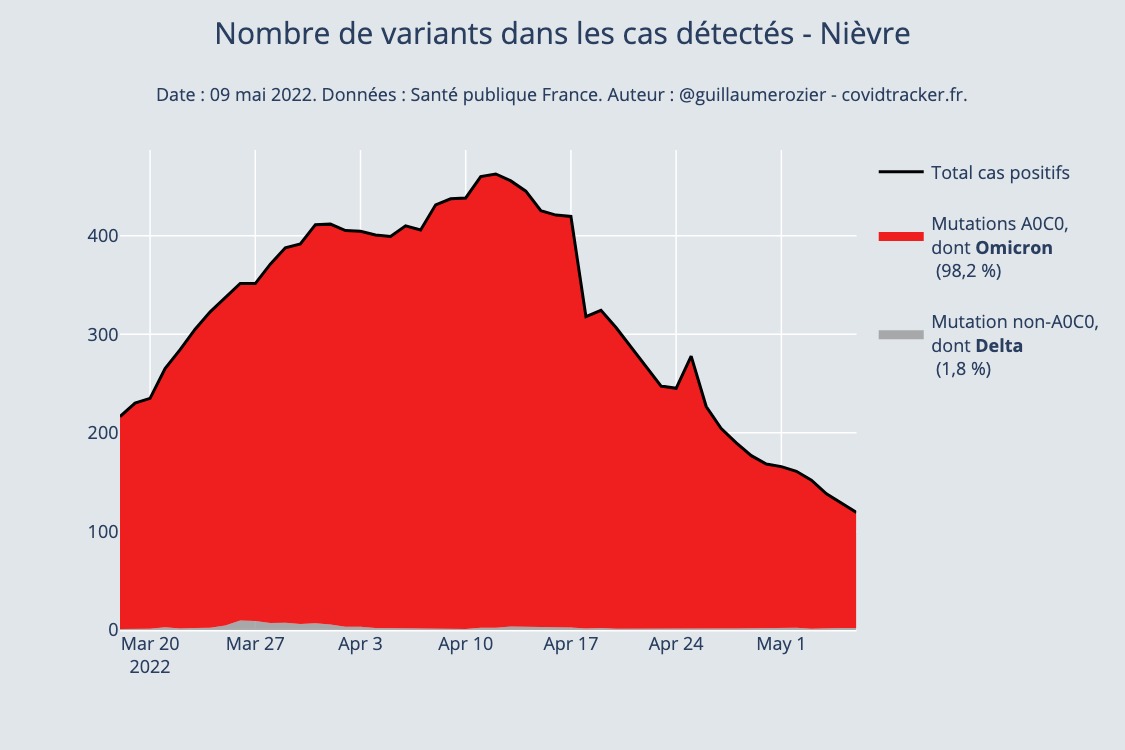 Nombre de variants dans les cas détectés - Nièvre
Date : 09 mai 2022. Données : Santé publique France. Auteur : @guillaumerozier - covidtracker.fr.
Total cas positifs
Mutations A0C0,
dont Omicron
(98,2 %)
Mutation non-A0C0,
dont Delta
(1,8 %)
400
300
200
100
0
Mar 20
2022
Mar 27
Apr 3
Apr 10
Apr 17
Apr 24
May 1